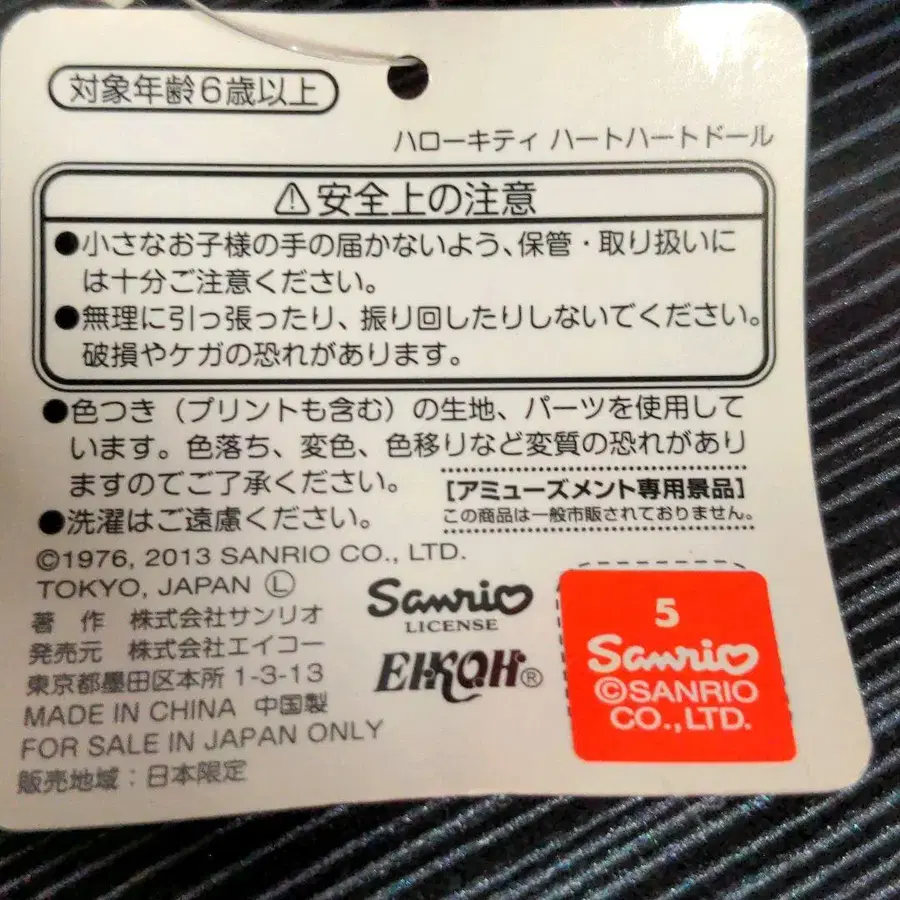 対象年齢6歳以上
ハローキティ ハートハートドール
⚠安全上の注意
●小さなお子様の手の届かないよう、保管・取り扱いに
は十分ご注意ください。
●無理に引っ張ったり、振り回したりしないでください。
破損やケガの恐れがあります。
●色つき（プリントも含む）の生地、パーツを使用して
います。色落ち、変色、色移りなど変質の恐れがあり
ますのでご了承ください。
●洗濯はご遠慮ください。
[アミューズメント専用景品]
この商品は一般市販されておりません。
©1976, 2013 SANRIO CO., LTD.
TOKYO, JAPAN Ⓛ
著　作　株式会社サンリオ
発売元　株式会社エイコー
東京都墨田区本所 1-3-13
MADE IN CHINA 中国製
FOR SALE IN JAPAN ONLY
販売地域：日本限定
Sanrio
LICENSE
EIKOH®
5
Sanrio
©SANRIO
CO.,LTD.